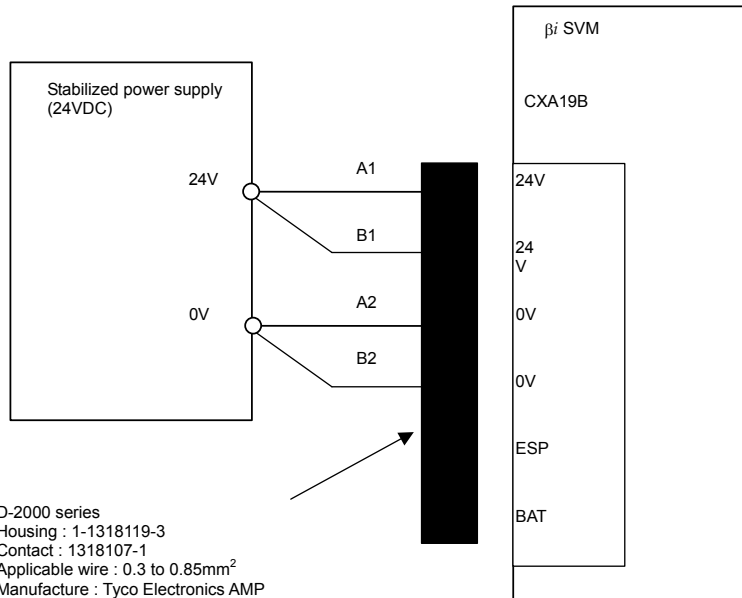 βi SVM
Stabilized power supply
(24VDC)
CXA19B
24V
A1
24V
B1
24
V
0V
A2
0V
B2
0V
ESP
BAT
D-2000 series
Housing : 1-1318119-3
Contact : 1318107-1
Applicable wire : 0.3 to 0.85mm²
Manufacture : Tyco Electronics AMP